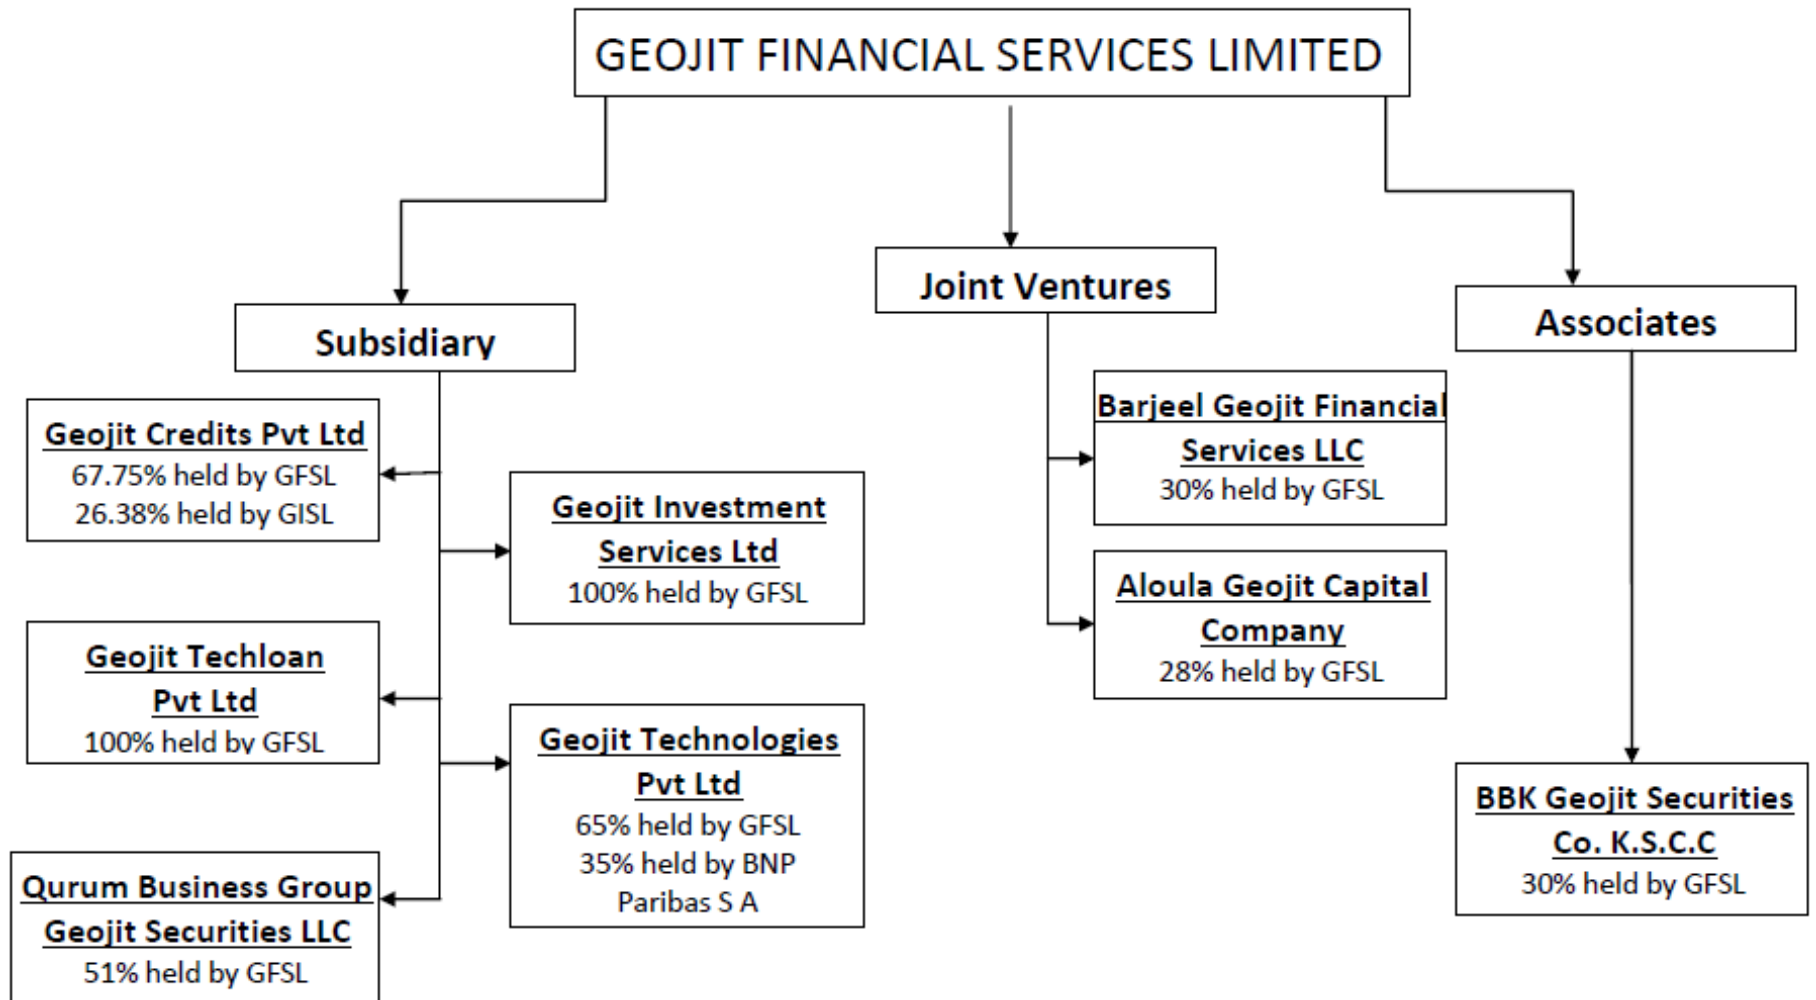 GEOJIT FINANCIAL SERVICES LIMITED
Subsidiary
Geojit Credits Pvt Ltd
67.75% held by GFSL
26.38% held by GISL
Geojit Investment
Services Ltd
100% held by GFSL
Geojit Techloan
Pvt Ltd
100% held by GFSL
Geojit Technologies
Pvt Ltd
65% held by GFSL
35% held by BNP
Paribas S A
Qurum Business Group
Geojit Securities LLC
51% held by GFSL
Joint Ventures
Barjeel Geojit Financial
Services LLC
30% held by GFSL
Aloula Geojit Capital
Company
28% held by GFSL
Associates
BBK Geojit Securities
Co. K.S.C.C
30% held by GFSL